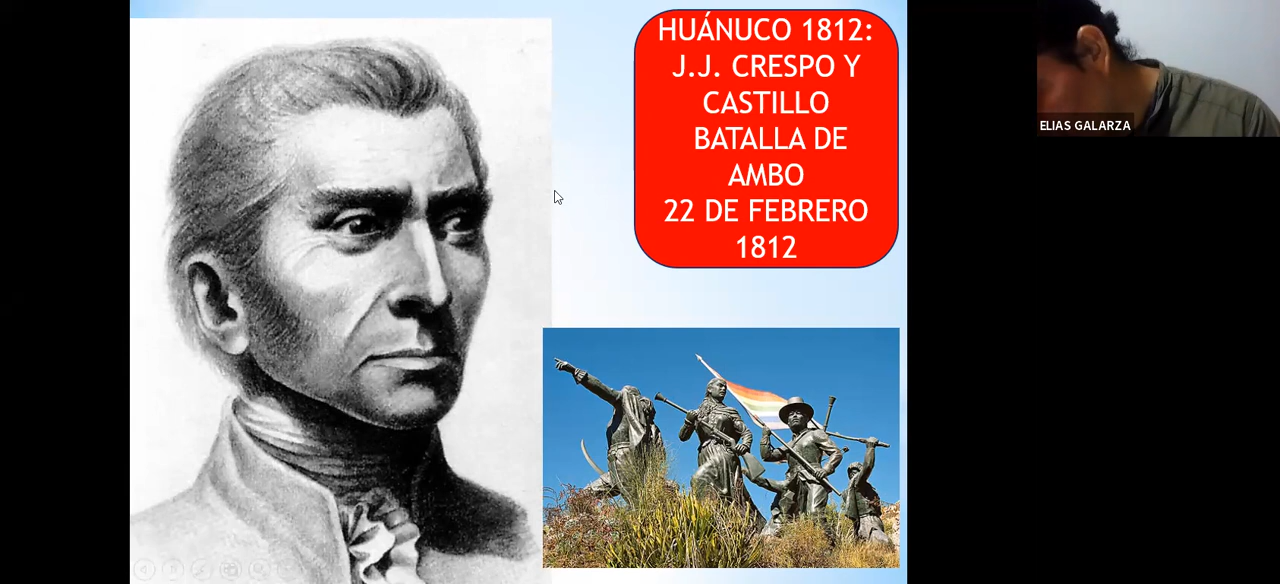 HUÁNUCO 1812:
J.J. CRESPO Y
CASTILLO
BATALLA DE
AMBO
22 DE FEBRERO
1812
ELIAS GALARZA